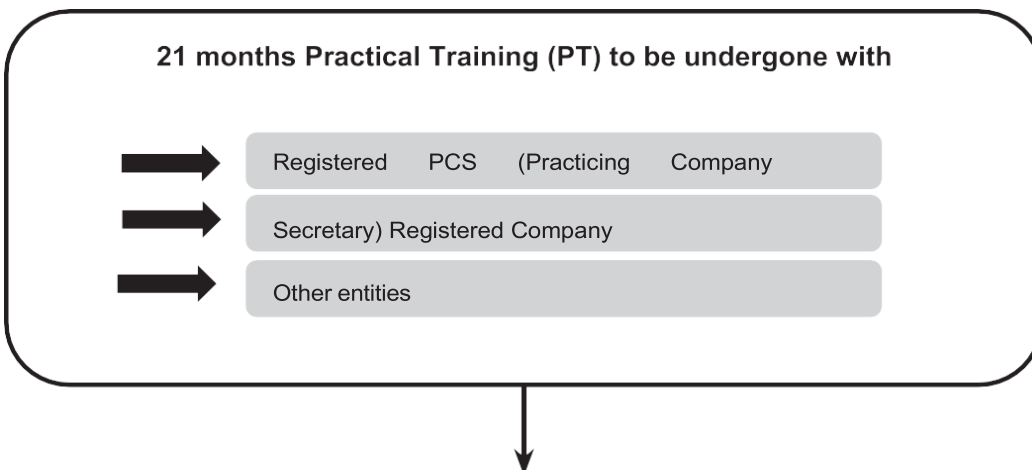 21 months Practical Training (PT) to be undergone with
Registered PCS (Practicing Company
Secretary) Registered Company
Other entities